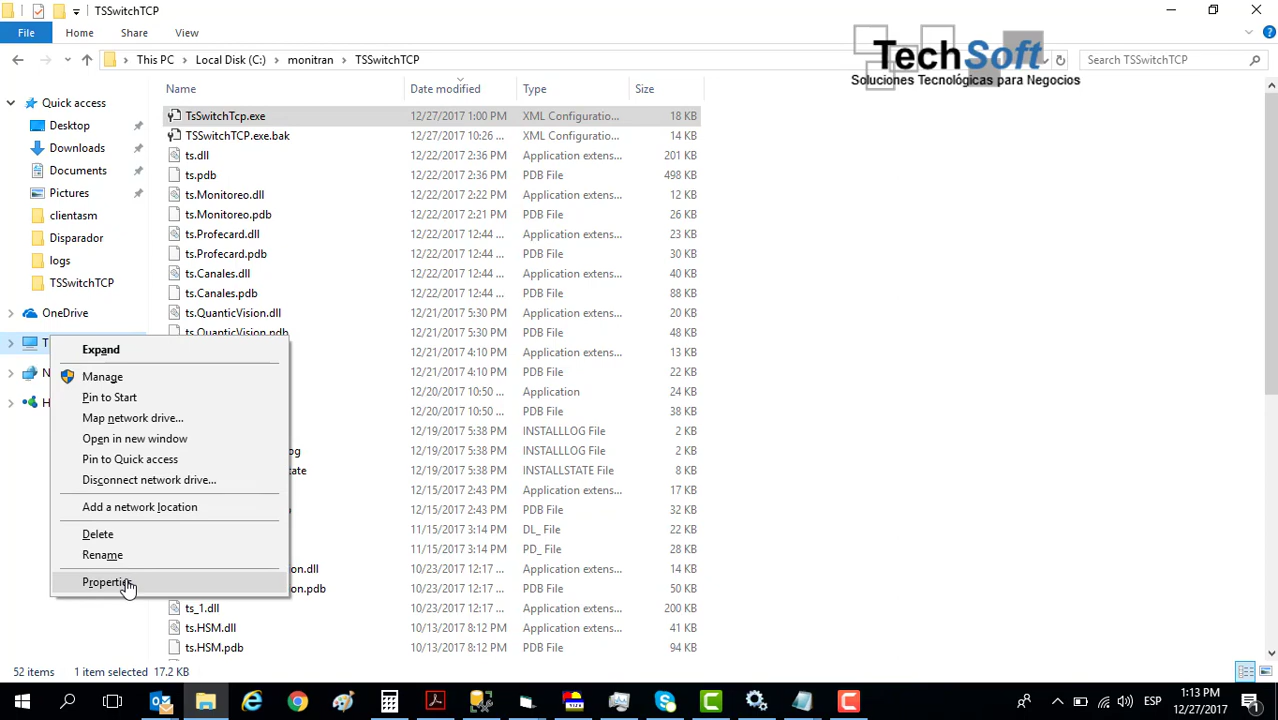 TSSwitchTCP
File Home Share View
TechSoft
Soluciones Tecnológicas para Negocios
This PC Local Disk (C:) monitran TSSwitchTCP
Search TSSwitchTCP
Name Date modified Type Size
Quick access
Desktop
Downloads
Documents
Pictures
clientasm
Disparador
logs
TSSwitchTCP
OneDrive
T
N
H
Expand
Manage
Pin to Start
Map network drive...
Open in new window
Pin to Quick access
Disconnect network drive...
Add a network location
Delete
Rename
Properties
TsSwitchTcp.exe 12/27/2017 1:00 PM XML Configuratio... 18 KB
TSSwitchTCP.exe.bak 12/27/2017 10:26 ... XML Configuratio... 14 KB
ts.dll 12/22/2017 2:36 PM Application extens... 201 KB
ts.pdb 12/22/2017 2:36 PM PDB File 498 KB
ts.Monitoreo.dll 12/22/2017 2:22 PM Application extens... 12 KB
ts.Monitoreo.pdb 12/22/2017 2:21 PM PDB File 26 KB
ts.Profecard.dll 12/22/2017 12:44 ... Application extens... 23 KB
ts.Profecard.pdb 12/22/2017 12:44 ... PDB File 30 KB
ts.Canales.dll 12/22/2017 12:44 ... Application extens... 40 KB
ts.Canales.pdb 12/22/2017 12:44 ... PDB File 88 KB
ts.QuanticVision.dll 12/21/2017 5:30 PM Application extens... 20 KB
ts.QuanticVision.pdb 12/21/2017 5:30 PM PDB File 48 KB
12/21/2017 4:10 PM Application extens... 13 KB
12/21/2017 4:10 PM PDB File 22 KB
12/20/2017 10:50 ... Application 24 KB
12/20/2017 10:50 ... PDB File 38 KB
12/19/2017 5:38 PM INSTALLLOG File 2 KB
og 12/19/2017 5:38 PM INSTALLLOG File 2 KB
tate 12/19/2017 5:38 PM INSTALLSTATE File 8 KB
12/15/2017 2:43 PM Application extens... 17 KB
12/15/2017 2:43 PM PDB File 32 KB
11/15/2017 3:14 PM DL_ File 22 KB
11/15/2017 3:14 PM PD_ File 28 KB
on.dll 10/23/2017 12:17 ... Application extens... 14 KB
on.pdb 10/23/2017 12:17 ... PDB File 50 KB
ts_1.dll 10/23/2017 12:17 ... Application extens... 200 KB
ts.HSM.dll 10/13/2017 8:12 PM Application extens... 41 KB
ts.HSM.pdb 10/13/2017 8:12 PM PDB File 94 KB
52 items 1 item selected 17.2 KB
ESP
1:13 PM
12/27/2017
1